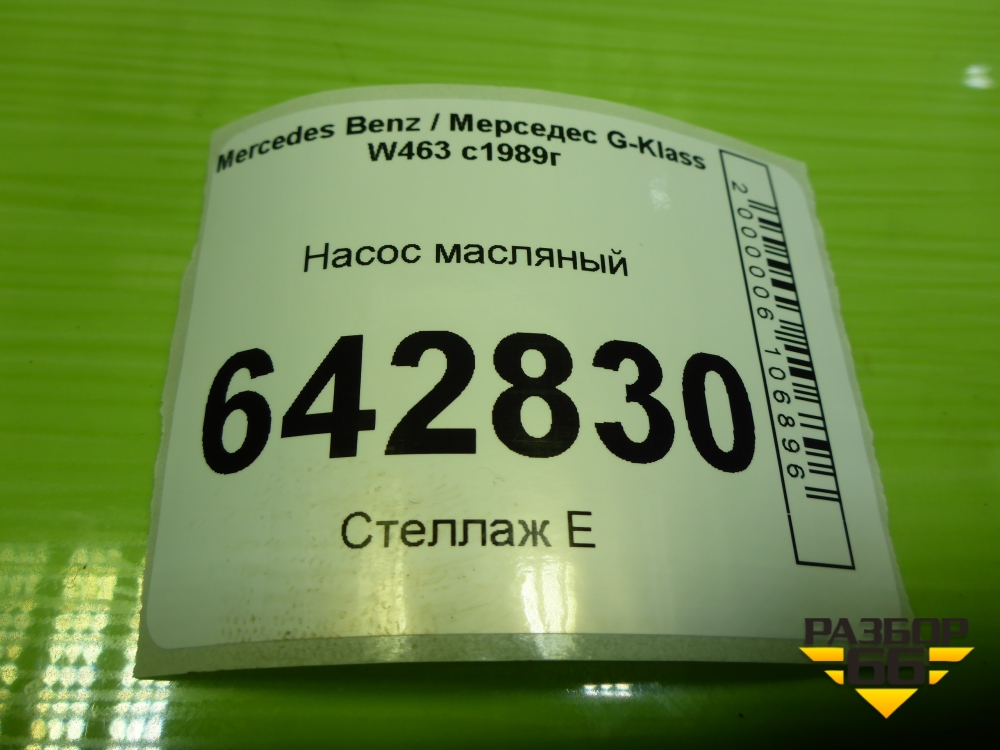 Mercedes Benz / Мерседес G-Klass
W463 с1989г
Насос масляный
642830
Стеллаж Е
2000006106896
РАЗБОР
66